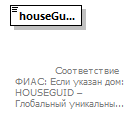 houseGu...
Соответствие
ФИАС: Если указан дом:
HOUSEGUID –
Глобальный уникальны...